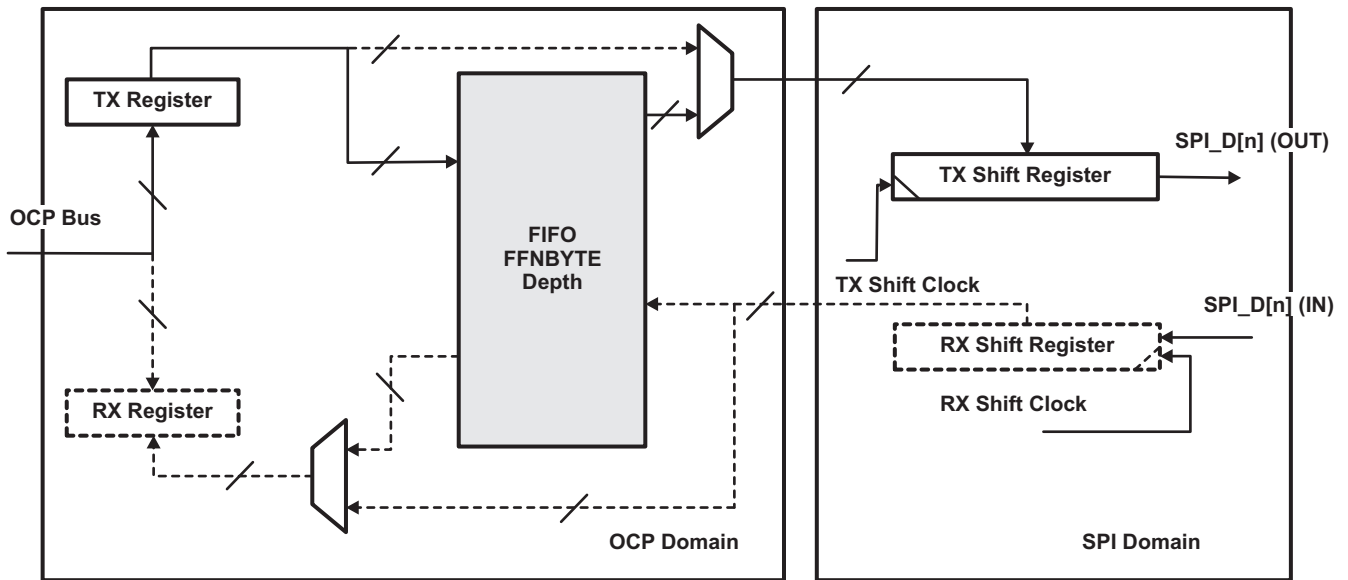 TX Register
SPI_D[n] (OUT)
TX Shift Register
OCP Bus
FIFO
FFNBYTE
Depth
TX Shift Clock
SPI_D[n] (IN)
RX Shift Register
RX Register
RX Shift Clock
OCP Domain
SPI Domain